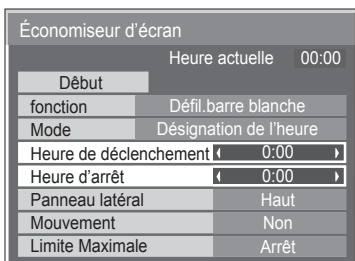 Économiseur d'écran
Heure actuelle 00:00
Dêbut
fonction Défil.barre blanche
Mode Désignation de l'heure
Heure de déclenchement 0:00
Heure d'arrêt 0:00
Panneau latéral Haut
Mouvement Non
Limite Maximale Arrêt